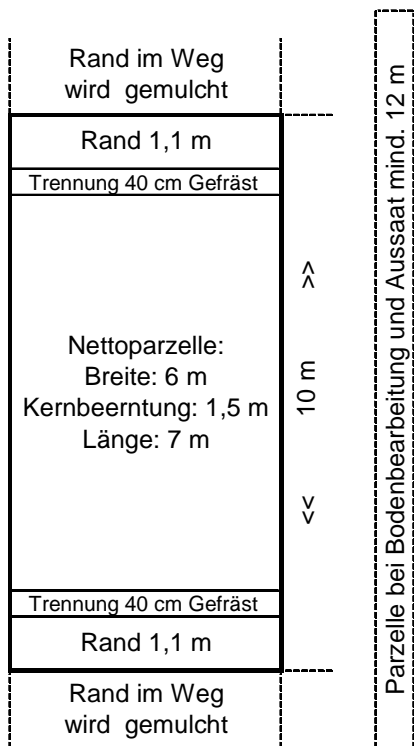 Rand im Weg
wird gemulcht
Rand 1,1 m
Trennung 40 cm Gefräst
Nettoparzelle:
Breite: 6 m
Kernbeerntung: 1,5 m
Länge: 7 m
Trennung 40 cm Gefräst
Rand 1,1 m
Rand im Weg
wird gemulcht
<< 10 m >>
Parzelle bei Bodenbearbeitung und Aussaat mind. 12 m